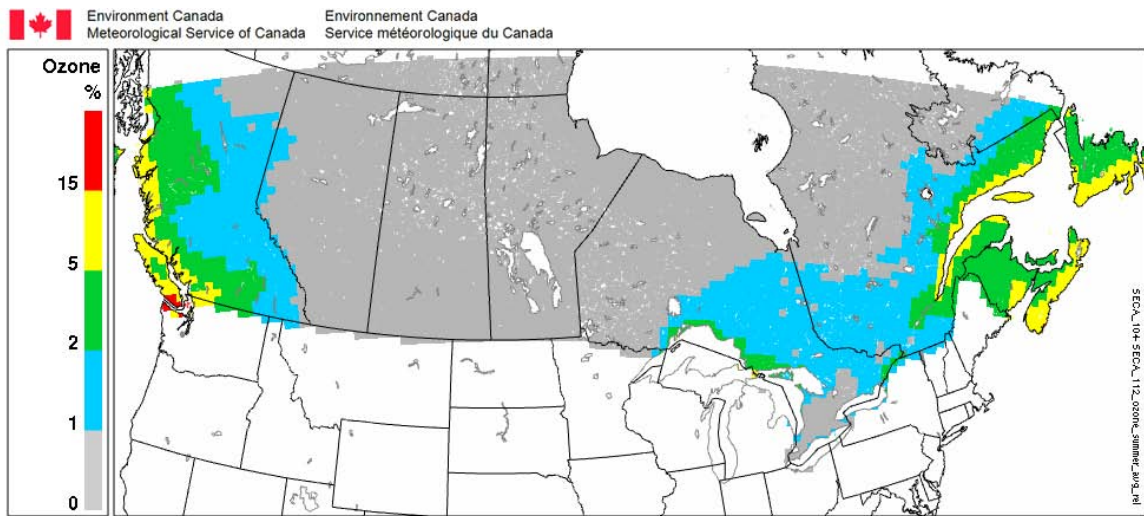 Environment Canada
Meteorological Service of Canada
Environnement Canada
Service météorologique du Canada
Ozone
%
15
5
2
1
0
SECA_104+ SECA_112_ozone_summer_avg_rel